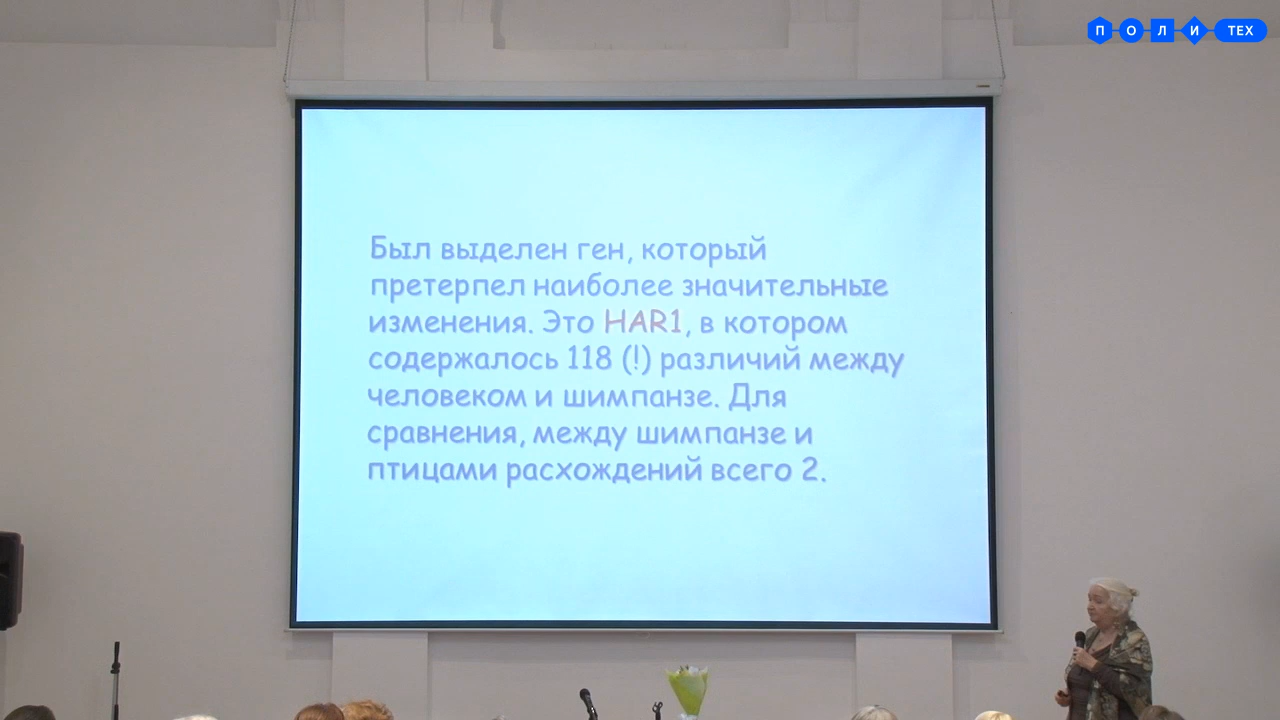 ПОЛИТЕХ
Был выделен ген, который
претерпел наиболее значительные
изменения. Это HAR1, в котором
содержалось 118 (!) различий между
человеком и шимпанзе. Для
сравнения, между шимпанзе и
птицами расхождений всего 2.